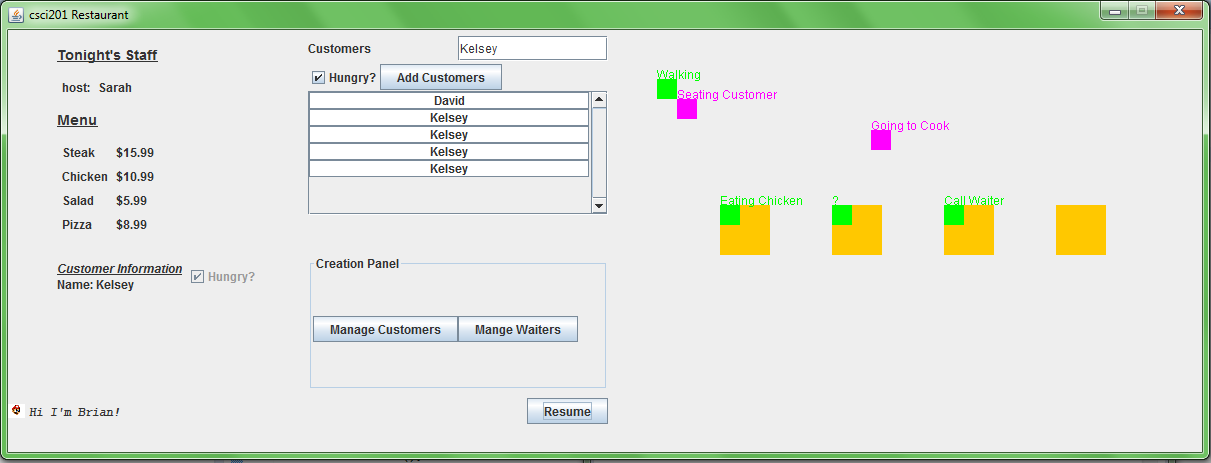 csci201 Restaurant
Tonight's Staff
host: Sarah
Menu
Steak $15.99
Chicken $10.99
Salad $5.99
Pizza $8.99
Customer Information
Name: Kelsey
Hungry?
Hi I'm Brian!
Customers Kelsey
Hungry? Add Customers
David
Kelsey
Kelsey
Kelsey
Kelsey
Creation Panel
Manage Customers Mange Waiters
Resume
Walking
Seating Customer
Going to Cook
Eating Chicken ? Call Waiter